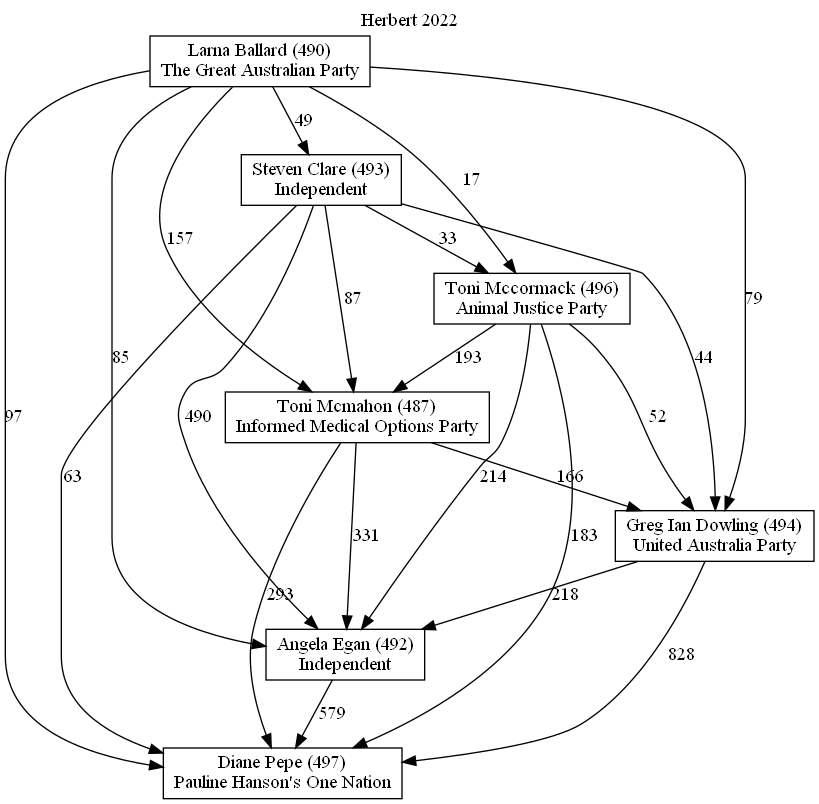 Herbert 2022
Larna Ballard (490)
The Great Australian Party
49
Steven Clare (493)
Independent
17
157
33
Toni Mccormack (496)
Animal Justice Party
87
79
85
193
44
Toni Mcmahon (487)
Informed Medical Options Party
97
490
52
63
214
166
Greg Ian Dowling (494)
United Australia Party
331
183
293
218
Angela Egan (492)
Independent
828
579
Diane Pepe (497)
Pauline Hanson's One Nation